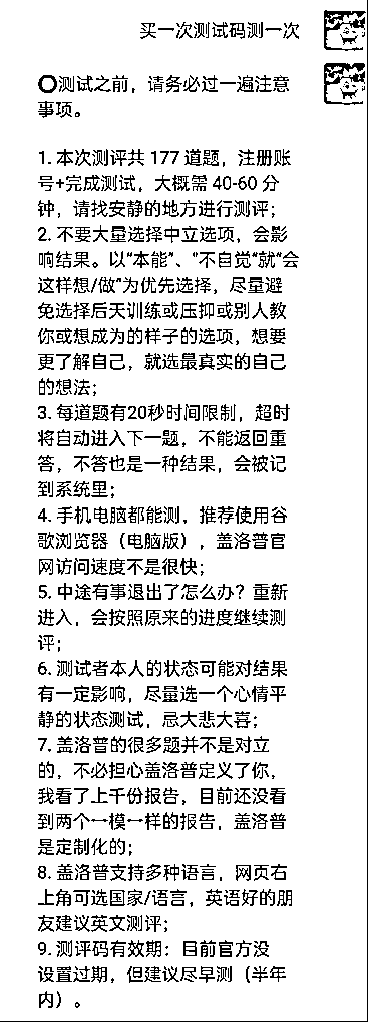 买一次测试码测一次
⭕测试之前，请务必过一遍注意
事项。
1. 本次测评共 177 道题，注册账
号+完成测试，大概需 40-60 分
钟，请找安静的地方进行测评；
2. 不要大量选择中立选项，会影
响结果。以“本能”、“不自觉“就“会
这样想/做”为优先选择，尽量避
免选择后天训练或压抑或别人教
你或想成为的样子的选项，想要
更了解自己，就选最真实的自己
的想法；
3. 每道题有20秒时间限制，超时
将自动进入下一题，不能返回重
答，不答也是一种结果，会被记
到系统里；
4. 手机电脑都能测，推荐使用谷
歌浏览器（电脑版），盖洛普官
网访问速度不是很快；
5. 中途有事退出了怎么办？重新
进入，会按照原来的进度继续测
评；
6. 测试者本人的状态可能对结果
有一定影响，尽量选一个心情平
静的状态测试，忌大悲大喜；
7. 盖洛普的很多题并不是对立
的，不必担心盖洛普定义了你，
我看了上千份报告，目前还没看
到两个一模一样的报告，盖洛普
是定制化的；
8. 盖洛普支持多种语言，网页右
上角可选国家/语言，英语好的朋
友建议英文测评；
9. 测评码有效期：目前官方没
设置过期，但建议尽早测（半年
内）。